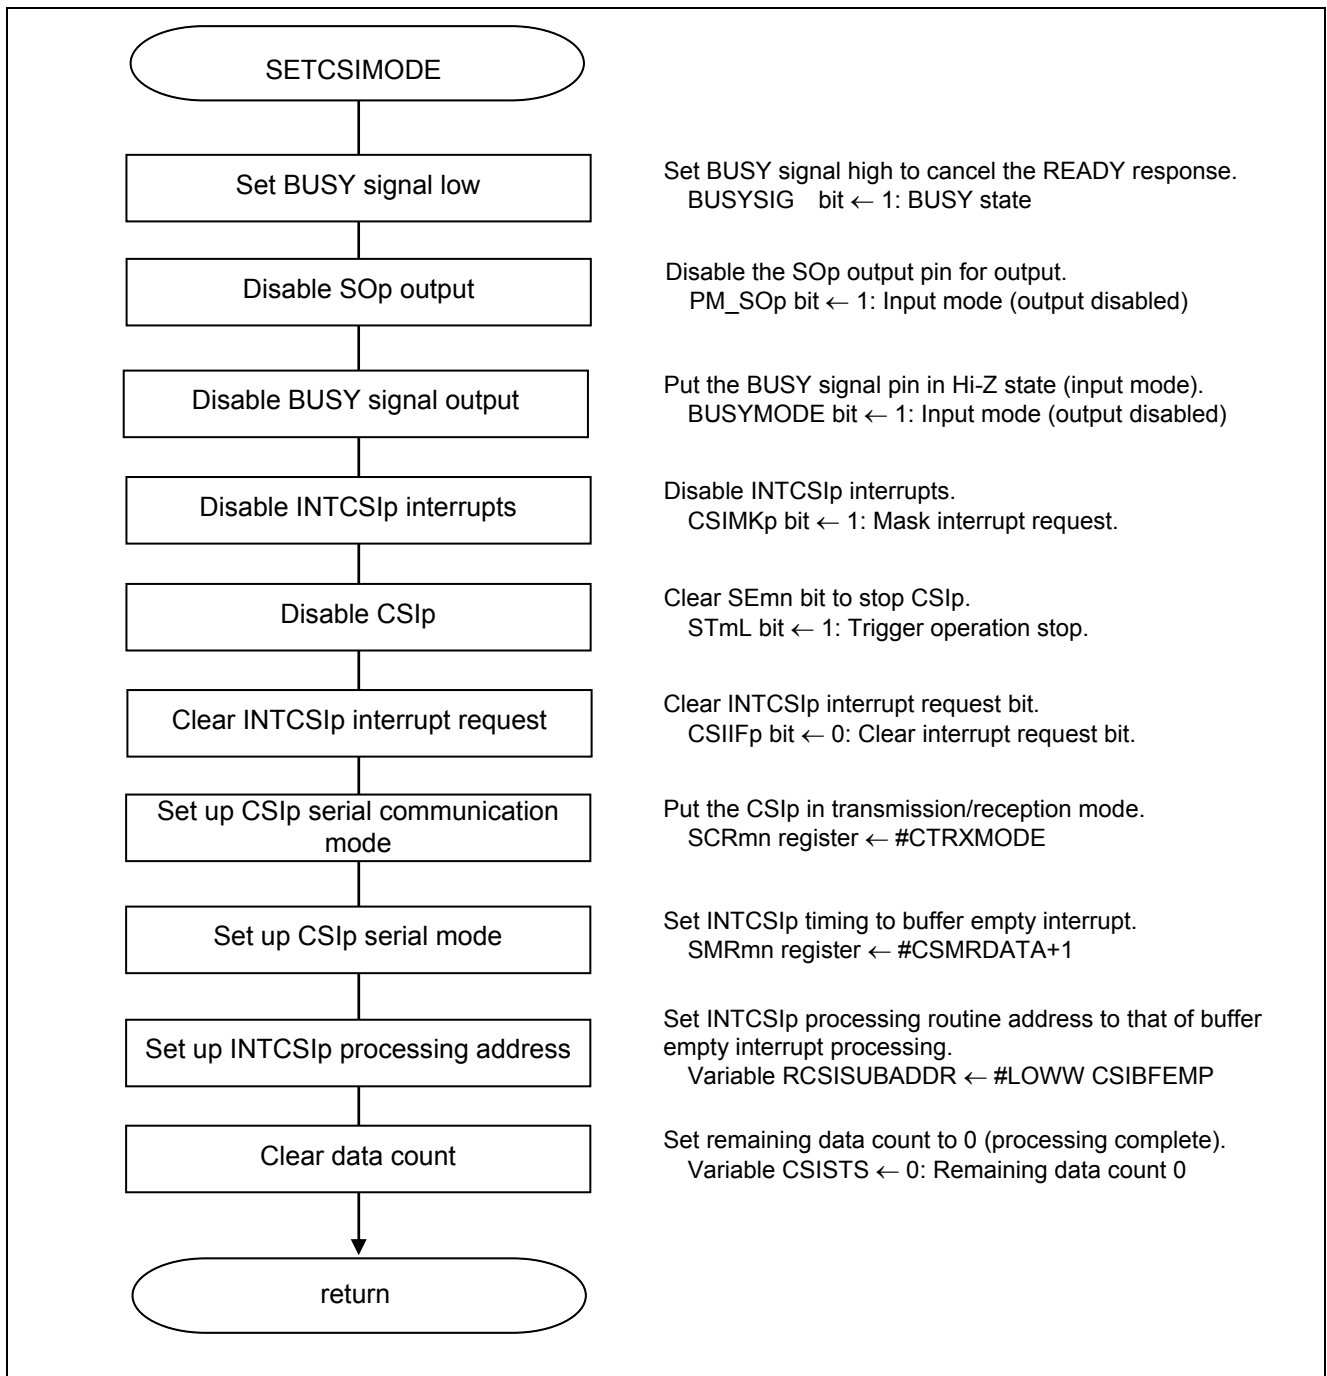 SETCSIMODE
Set BUSY signal low
Set BUSY signal high to cancel the READY response.
BUSYSIG bit ← 1: BUSY state
Disable SOp output
Disable the SOp output pin for output.
PM_SOp bit ← 1: Input mode (output disabled)
Disable BUSY signal output
Put the BUSY signal pin in Hi-Z state (input mode).
BUSYMODE bit ← 1: Input mode (output disabled)
Disable INTCSIp interrupts
Disable INTCSIp interrupts.
CSIMKp bit ← 1: Mask interrupt request.
Disable CSIp
Clear SEmn bit to stop CSIp.
STmL bit ← 1: Trigger operation stop.
Clear INTCSIp interrupt request
Clear INTCSIp interrupt request bit.
CSIIFp bit ← 0: Clear interrupt request bit.
Set up CSIp serial communication
mode
Put the CSIp in transmission/reception mode.
SCRmn register ← #CTRXMODE
Set up CSIp serial mode
Set INTCSIp timing to buffer empty interrupt.
SMRmn register ← #CSMRDATA+1
Set up INTCSIp processing address
Set INTCSIp processing routine address to that of buffer
empty interrupt processing.
Variable RCSISUBADDR ← #LOWW CSIBFEMP
Clear data count
Set remaining data count to 0 (processing complete).
Variable CSISTS ← 0: Remaining data count 0
return